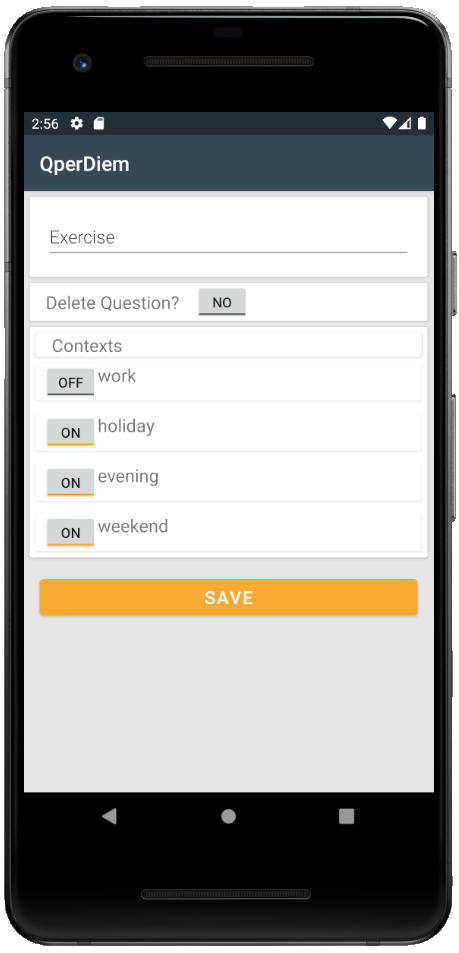 2:56
QperDiem
Exercise
Delete Question? NO
Contexts
OFF work
ON holiday
ON evening
ON weekend
SAVE